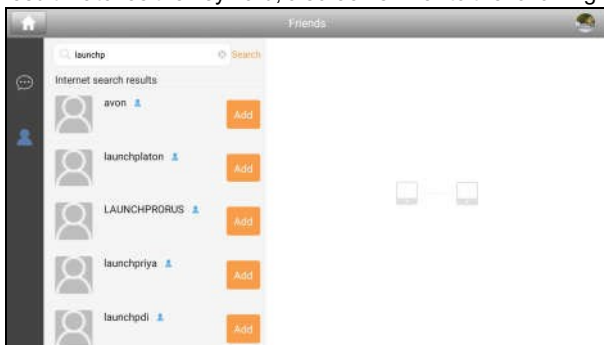 Friends
launchp
Search
Internet search results
avon
Add
launchplaton
Add
LAUNCHPRORUS
Add
launchpriya
Add
launchpdi
Add